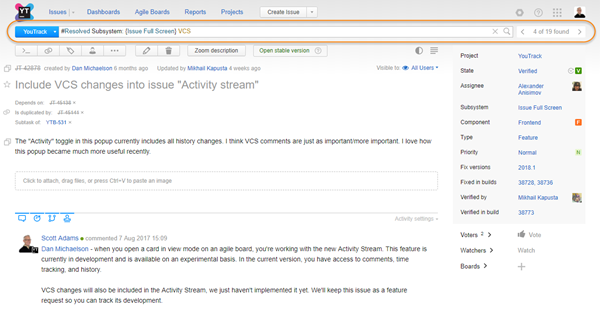 YT
Issues
Dashboards
Agile Boards
Reports
Projects
Create Issue
YouTrack
#Resolved Subsystem: {Issue Full Screen} VCS
4 of 19 found
Zoom description
Open stable version
JT-42878 created by Dan Michaelson 6 months ago Updated by Mikhail Kapusta 4 weeks ago
Visible to: All Users
Include VCS changes into issue "Activity stream"
Depends on:
Is duplicated by:
Subtask of: YTB-531
The "Activity" toggle in this popup currently includes all history changes. I think VCS comments are just as important/more important. I love how
this popup became much more useful recently.
Click to attach, drag files, or press Ctrl+V to paste an image
Activity settings
Scott Adams commented 7 Aug 2017 15:09
Dan Michaelson - when you open a card in view mode on an agile board, you're working with the new Activity Stream. This feature is
currently in development and is available on an experimental basis. In the current version, you have access to comments, time
tracking, and history.
VCS changes will also be included in the Activity Stream, we just haven't implemented it yet. We'll keep this issue as a feature
request so you can track its development.
Project YouTrack
State Verified
Assignee Alexander
Anisimov
Subsystem Issue Full Screen
Component Frontend F
Type Feature
Priority Normal N
Fix versions 2018.1
Fixed in builds 38728, 38736
Verified by Mikhail Kapusta
Verified in build 38773
Voters 2 Vote
Watchers Watch
Boards